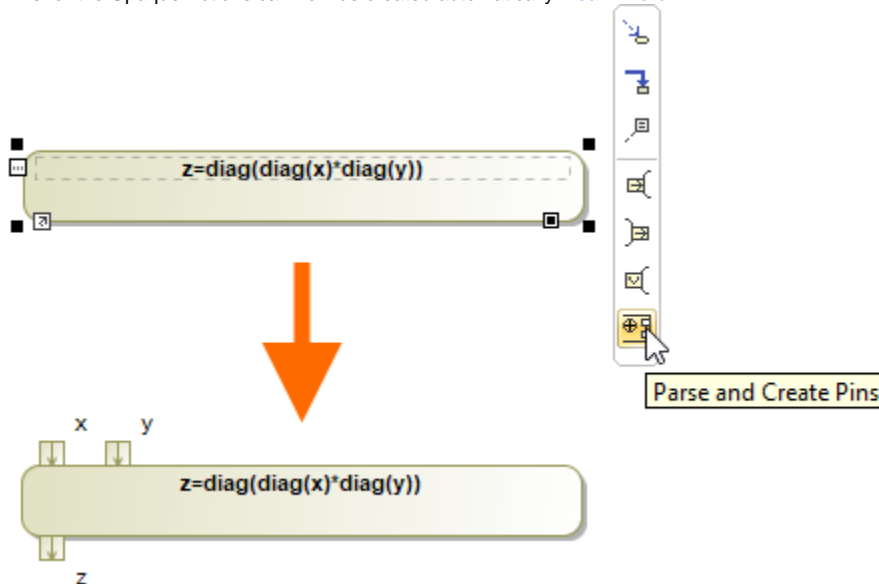 z=diag(diag(x)*diag(y))
Parse and Create Pins
x y
z=diag(diag(x)*diag(y))
z